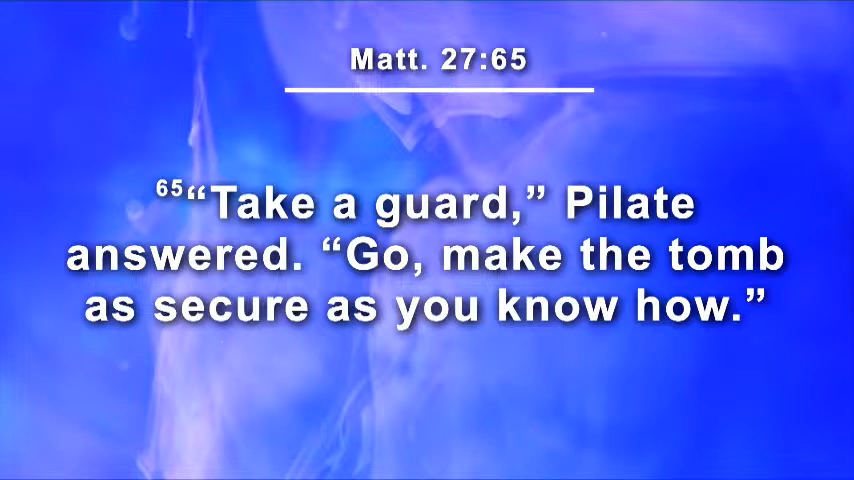 Matt. 27:65
65“Take a guard,” Pilate
answered. “Go, make the tomb
as secure as you know how.”